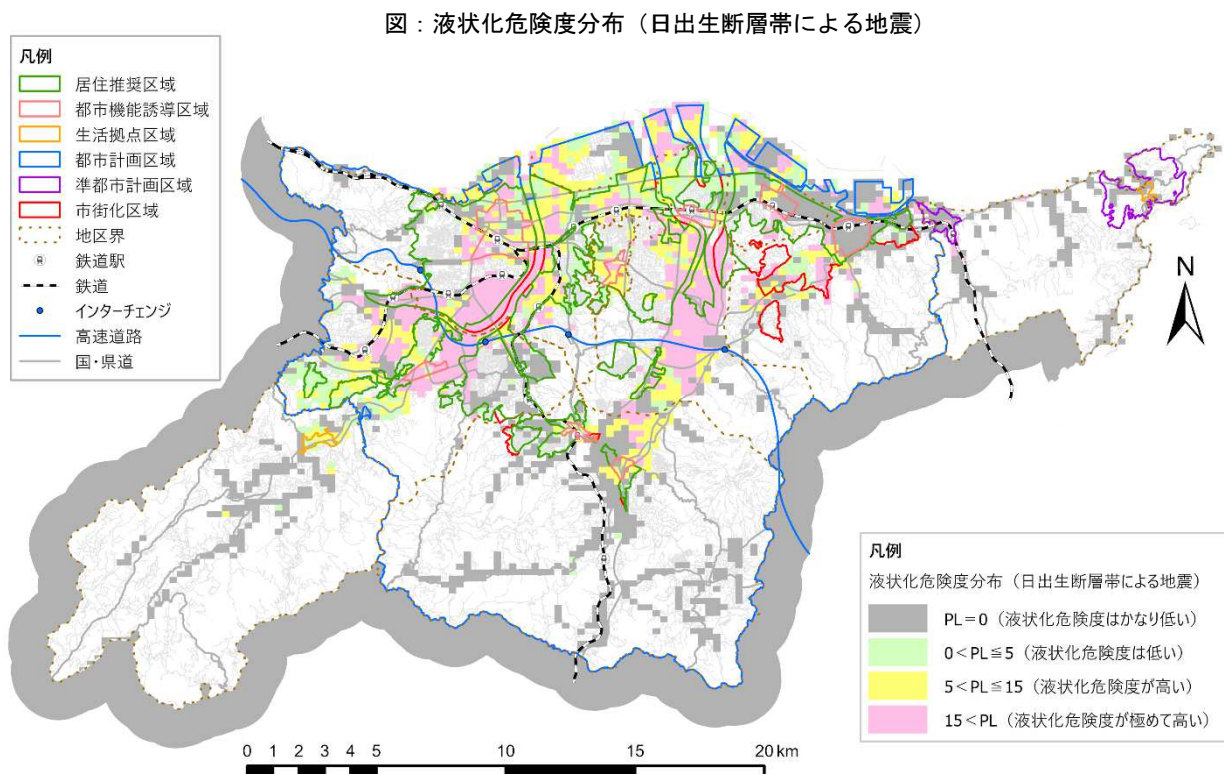 図：液状化危険度分布（日出生断層帯による地震）
凡例
居住推奨区域
都市機能誘導区域
生活拠点区域
都市計画区域
準都市計画区域
市街化区域
地区界
鉄道駅
鉄道
インターチェンジ
高速道路
国・県道
N
凡例
液状化危険度分布（日出生断層帯による地震）
PL＝0（液状化危険度はかなり低い）
0＜PL≦5（液状化危険度は低い）
5＜PL≦15（液状化危険度が高い）
15＜PL（液状化危険度が極めて高い）
0 1 2 3 4 5 10 15 20 km